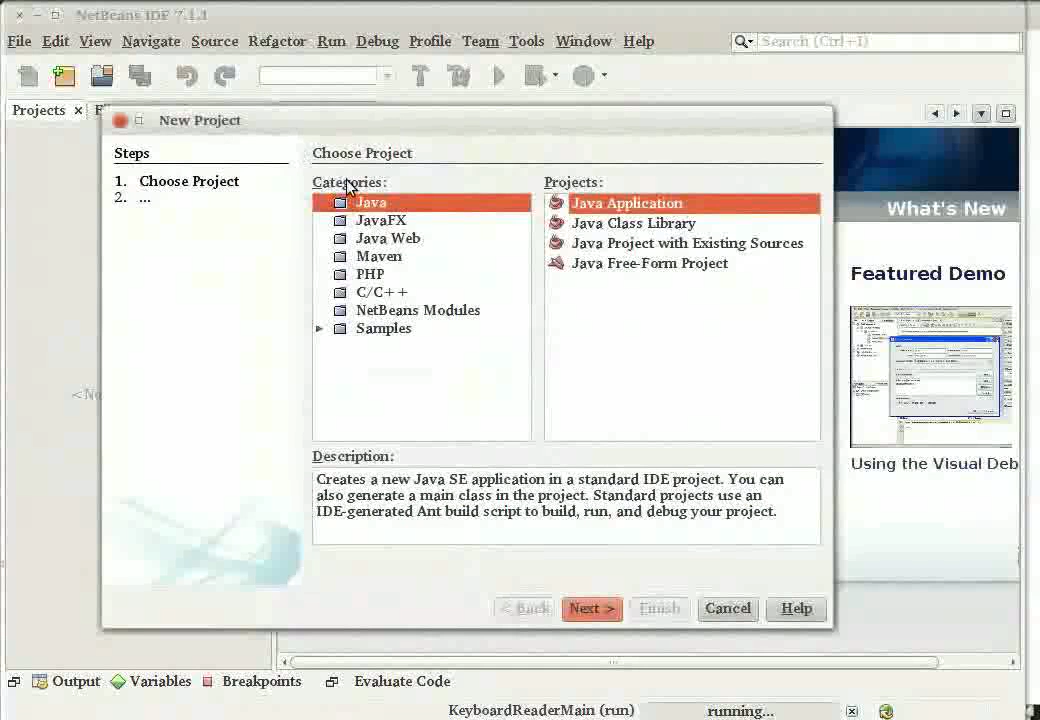 NetBeans IDE 7.1.1
File Edit View Navigate Source Refactor Run Debug Profile Team Tools Window Help
Search (Ctrl+I)
Projects
New Project
Steps
1. Choose Project
2. ...
Choose Project
Categories:
Java
JavaFX
Java Web
Maven
PHP
C/C++
NetBeans Modules
Samples
Projects:
Java Application
Java Class Library
Java Project with Existing Sources
Java Free-Form Project
Description:
Creates a new Java SE application in a standard IDE project. You can
also generate a main class in the project. Standard projects use an
IDE-generated Ant build script to build, run, and debug your project.
< Back Next > Finish Cancel Help
What's New
Featured Demo
Using the Visual Deb
<No
Output Variables Breakpoints Evaluate Code
KeyboardReaderMain (run) running...